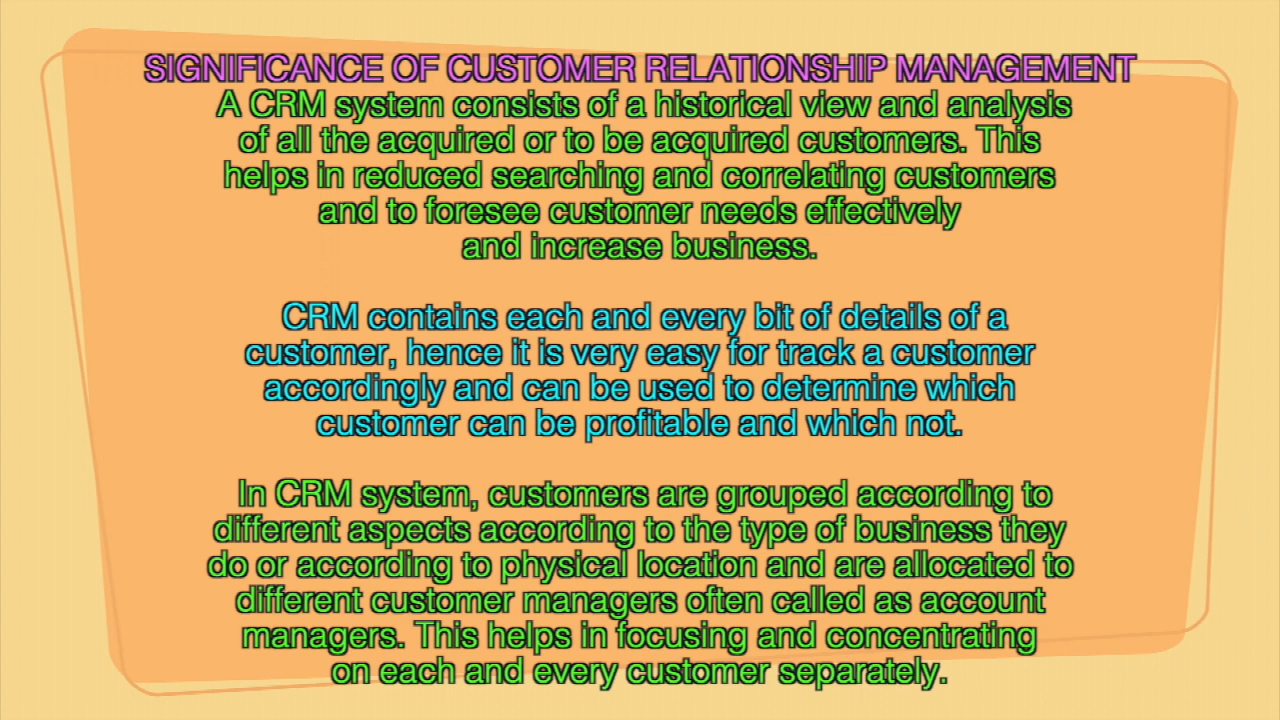 SIGNIFICANCE OF CUSTOMER RELATIONSHIP MANAGEMENT
A CRM system consists of a historical view and analysis
of all the acquired or to be acquired customers. This
helps in reduced searching and correlating customers
and to foresee customer needs effectively
and increase business.
CRM contains each and every bit of details of a
customer, hence it is very easy for track a customer
accordingly and can be used to determine which
customer can be profitable and which not.
In CRM system, customers are grouped according to
different aspects according to the type of business they
do or according to physical location and are allocated to
different customer managers often called as account
managers. This helps in focusing and concentrating
on each and every customer separately.